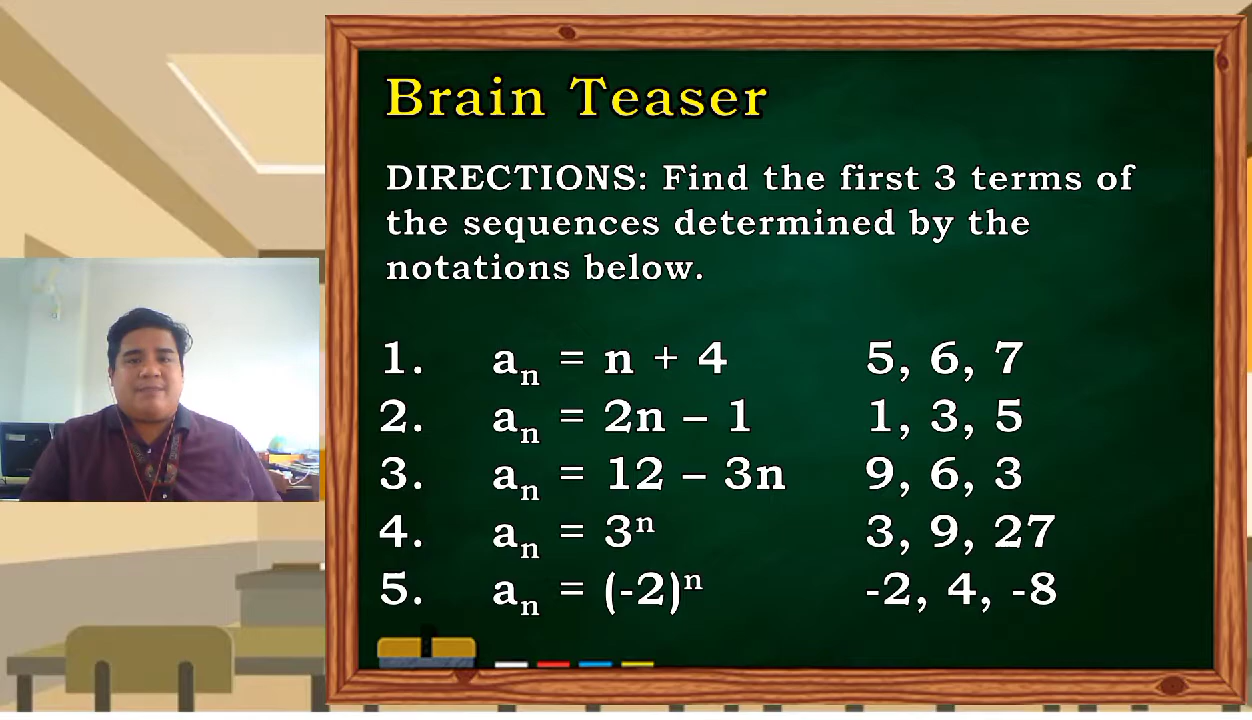 Brain Teaser
DIRECTIONS: Find the first 3 terms of
the sequences determined by the
notations below.
1. aₙ = n + 4 5, 6, 7
2. aₙ = 2n – 1 1, 3, 5
3. aₙ = 12 – 3n 9, 6, 3
4. aₙ = 3ⁿ 3, 9, 27
5. aₙ = (-2)ⁿ -2, 4, -8